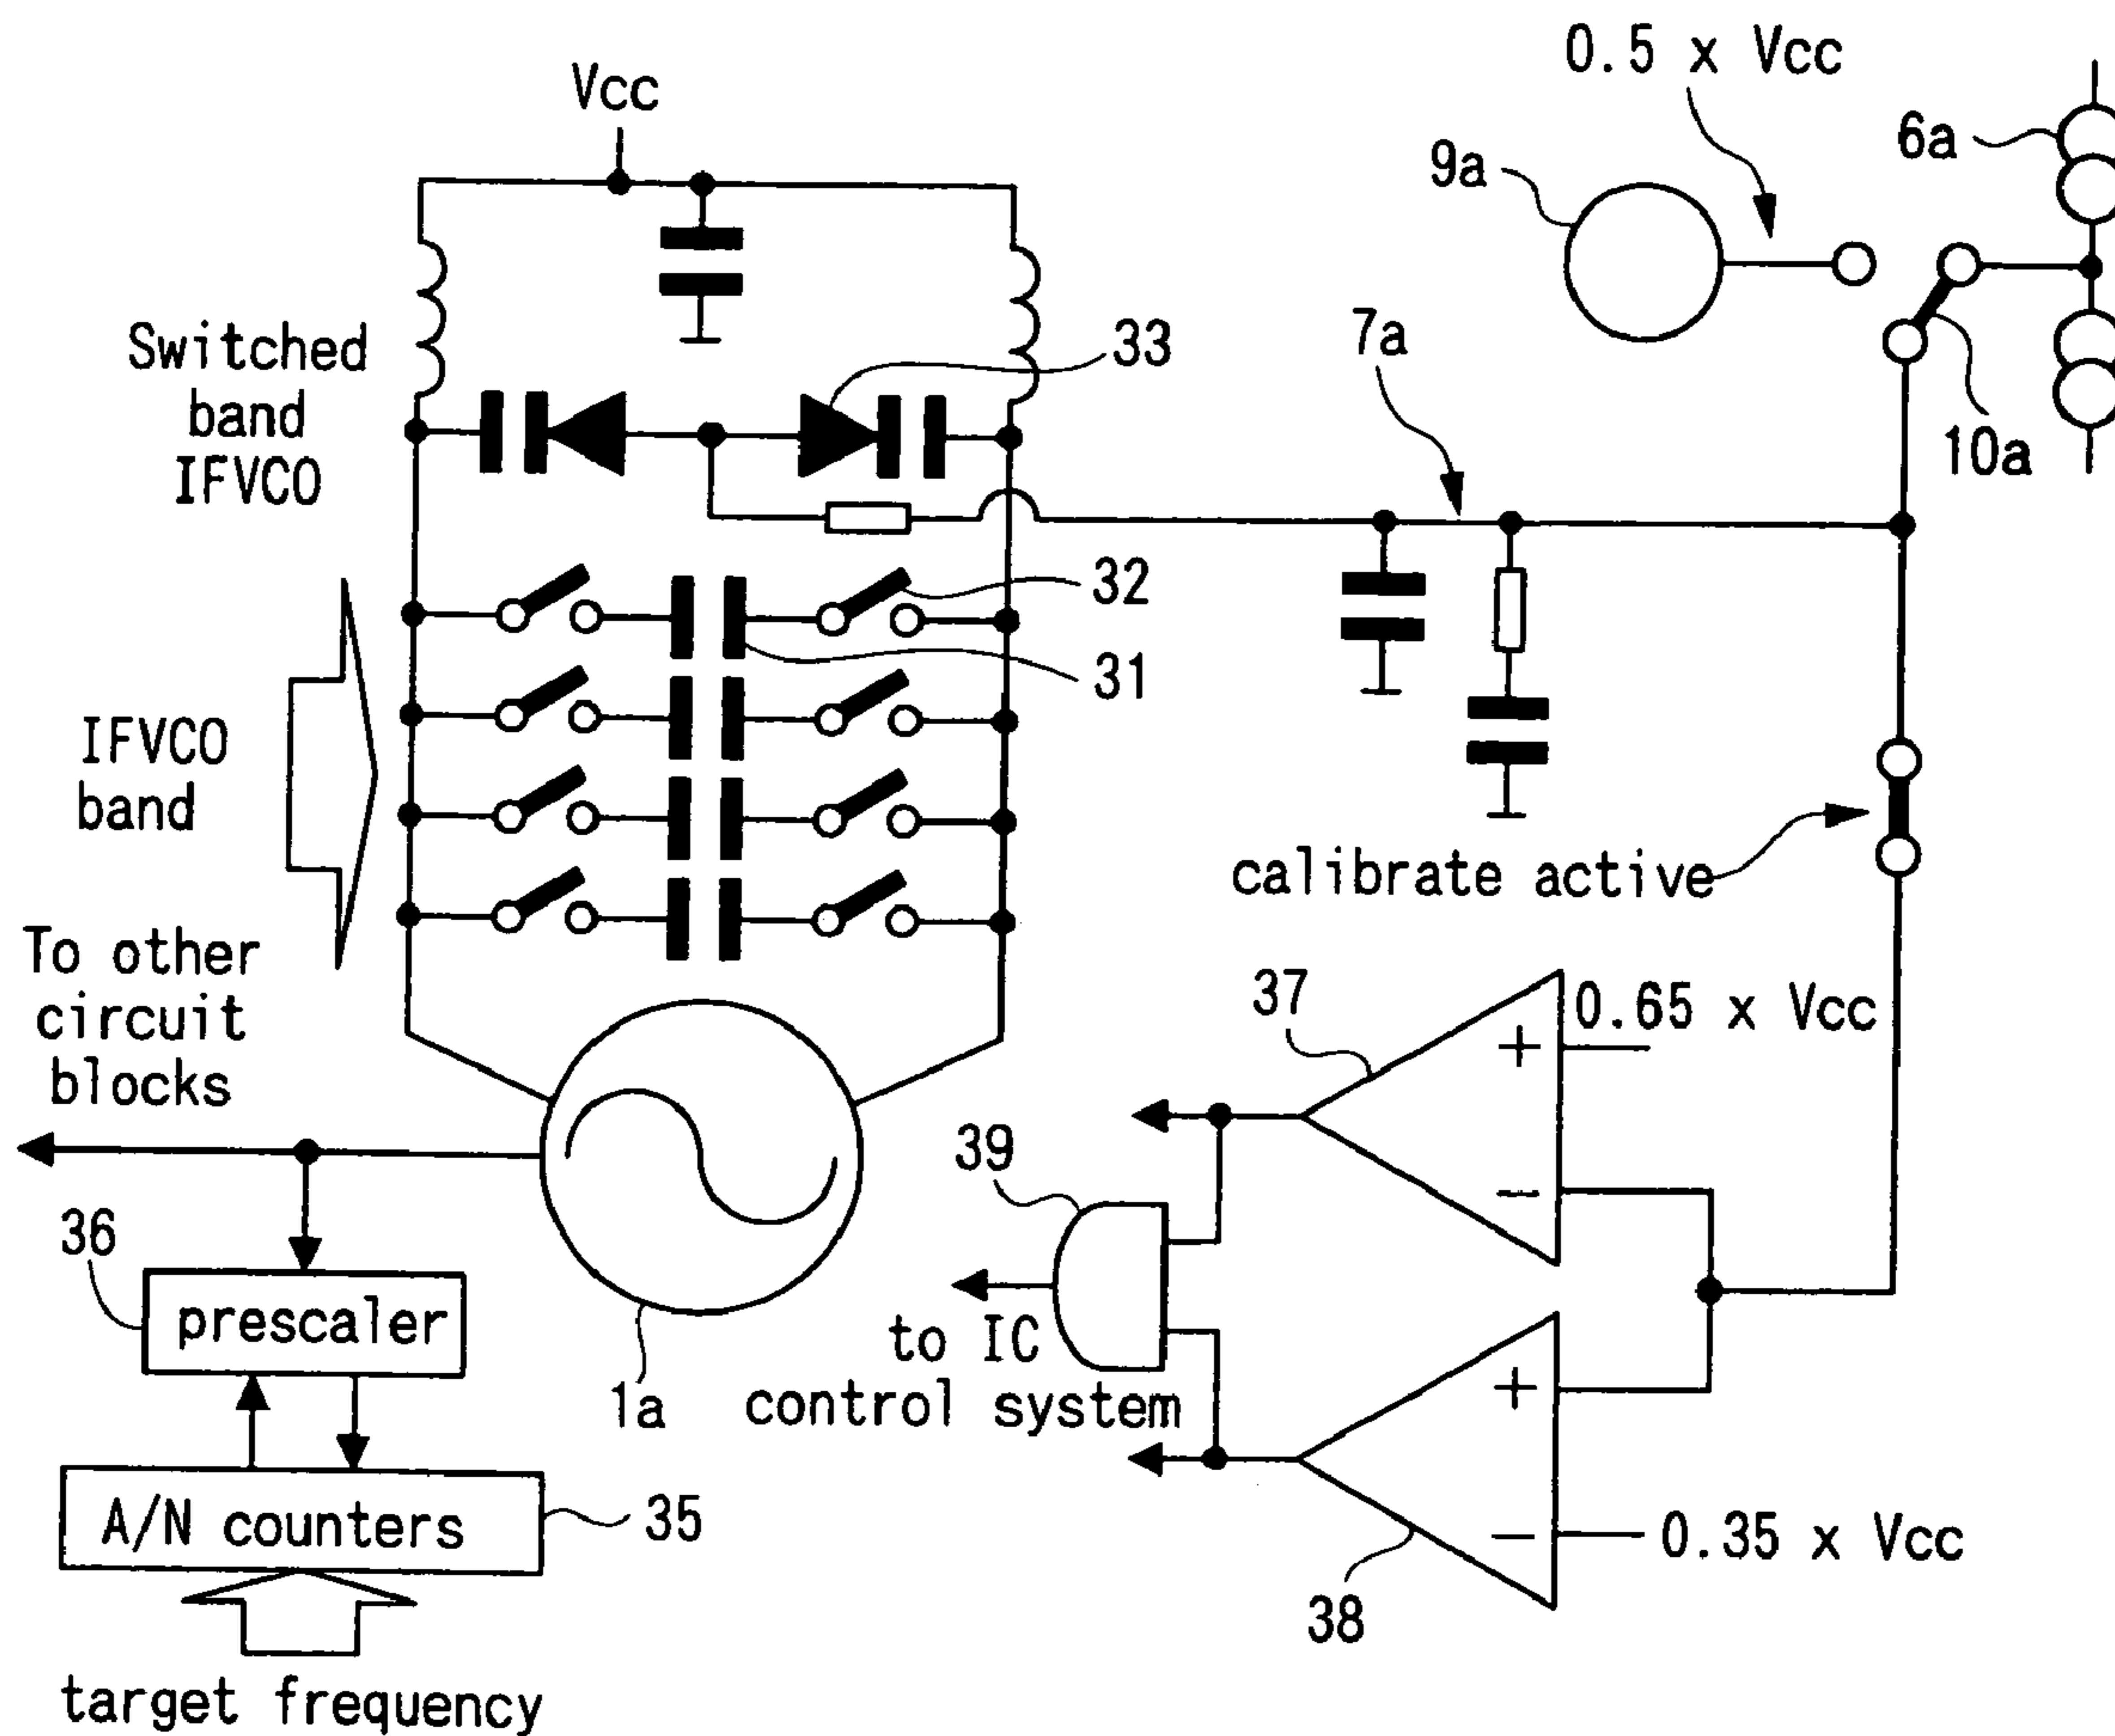 0.5 x Vcc
Vcc
6a
9a
33
7a
Switched
band
IFVCO
10a
32
31
IFVCO
band
calibrate active
To other
circuit
blocks
37
0.65 x Vcc
+
39
−
36
prescaler
to IC
control system
1a
+
A/N counters
35
−
0.35 x Vcc
38
target frequency